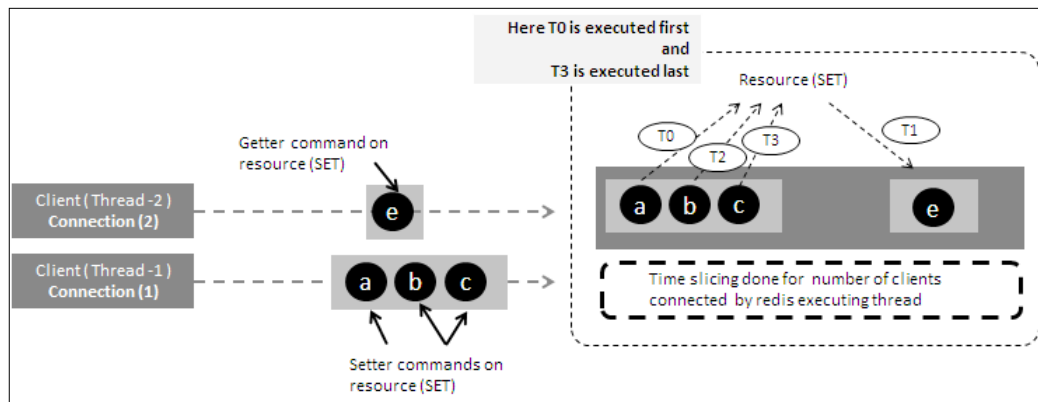 Here T0 is executed first
and
T3 is executed last
Resource (SET)
T0
T2
T3
T1
Getter command on
resource (SET)
Client ( Thread -2 )
Connection (2)
e
a
b
c
e
Client ( Thread -1 )
Connection (1)
a
b
c
Time slicing done for number of clients
connected by redis executing thread
Setter commands on
resource (SET)